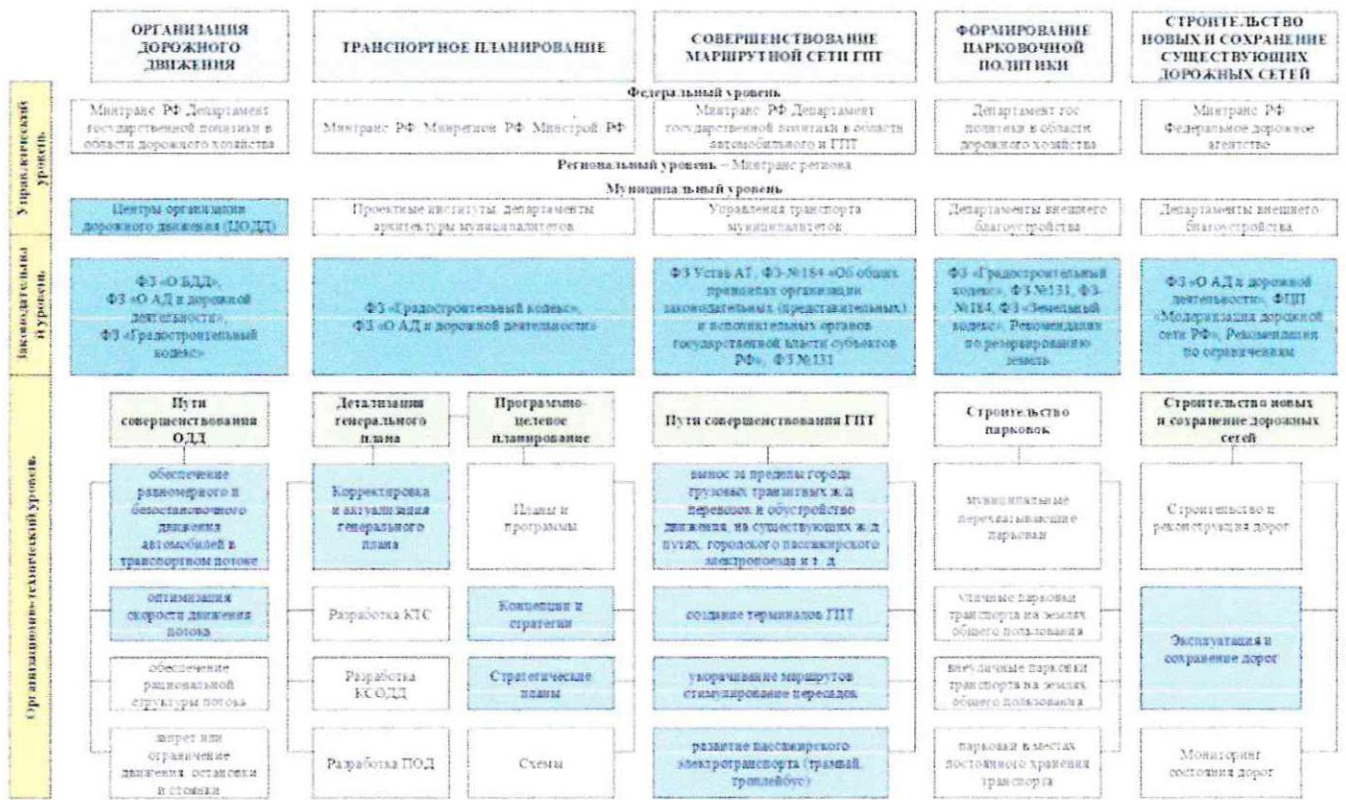 ОРГАНИЗАЦИЯ
ДОРОЖНОГО
ДВИЖЕНИЯ
ТРАНСПОРТНОЕ ПЛАНИРОВАНИЕ
СОВЕРШЕНСТВОВАНИЕ
МАРШРУТНОЙ СЕТИ ГПТ
ФОРМИРОВАНИЕ
ПАРКОВОЧНОЙ
ПОЛИТИКИ
СТРОИТЕЛЬСТВО
НОВЫХ И СОХРАНЕНИЕ
СУЩЕСТВУЮЩИХ
ДОРОЖНЫХ СЕТЕЙ
Управленческий
уровень
Федеральный уровень
Минтранс РФ Департамент
государственной политики в
области дорожного хозяйства
Минтранс РФ, Минрегион РФ, Минстрой РФ
Минтранс РФ Департамент
государственной политики в области
автомобильного и ГПТ
Департамент гос
политики в области
дорожного хозяйства
Минтранс РФ
Федеральное дорожное
агентство
Региональный уровень – Минтранс региона
Муниципальный уровень
Центры организации
дорожного движения (ЦОДД)
Проектные институты, департаменты
архитектуры муниципалитетов
Управления транспорта
муниципалитетов
Департаменты внешнего
благоустройства
Департаменты внешнего
благоустройства
Законодательны
й уровень
ФЗ «О БДД»,
ФЗ «О АД и дорожной
деятельности»,
ФЗ «Градостроительный
кодекс»
ФЗ «Градостроительный кодекс»,
ФЗ «О АД и дорожной деятельности»
ФЗ Устав АТ, ФЗ-№184 «Об общих
принципах организации
законодательных (представительных)
и исполнительных органов
государственной власти субъектов
РФ», ФЗ №131
ФЗ «Градостроительный
кодекс», ФЗ №131, ФЗ-
№184, ФЗ «Земельный
кодекс», Рекомендации
по резервированию
земель
ФЗ «О АД и дорожной
деятельности», ФЦП
«Модернизация дорожной
сети РФ», Рекомендации
по ограничениям
Организационно-технический уровень
Пути
совершенствования
ОДД
Детализация
генерального
плана
Программно-
целевое
планирование
Пути совершенствования ГПТ
Строительство
парковок
Строительство новых
и сохранение дорожных
сетей
обеспечение
равномерного и
безостановочного
движения
автомобилей в
транспортном потоке
Корректировка
и актуализация
генерального
плана
Планы и
программы
вынос за пределы города
грузовых транзитных ж/д
перевозок и обустройство
движения, на существующих ж/д
путях, городского пассажирского
электропоезда и т. д.
муниципальные
перехватывающие
парковки
Строительство и
реконструкция дорог
оптимизация
скорости движения
потока
Разработка КТС
Концепции и
стратегии
создание терминалов ГПТ
уличные парковки
транспорта на землях
общего пользования
Эксплуатация и
сохранение дорог
обеспечение
рациональной
структуры потока
Разработка
КСОДД
Стратегические
планы
укорачивание маршрутов
стимулирование пересадок
внеуличные парковки
транспорта на землях
общего пользования
запрет или
ограничение
движения, остановки
и стоянки
Разработка ПОД
Схемы
развитие пассажирского
электротранспорта (трамвай,
троллейбус)
парковки в местах
постоянного хранения
транспорта
Мониторинг
состояния дорог